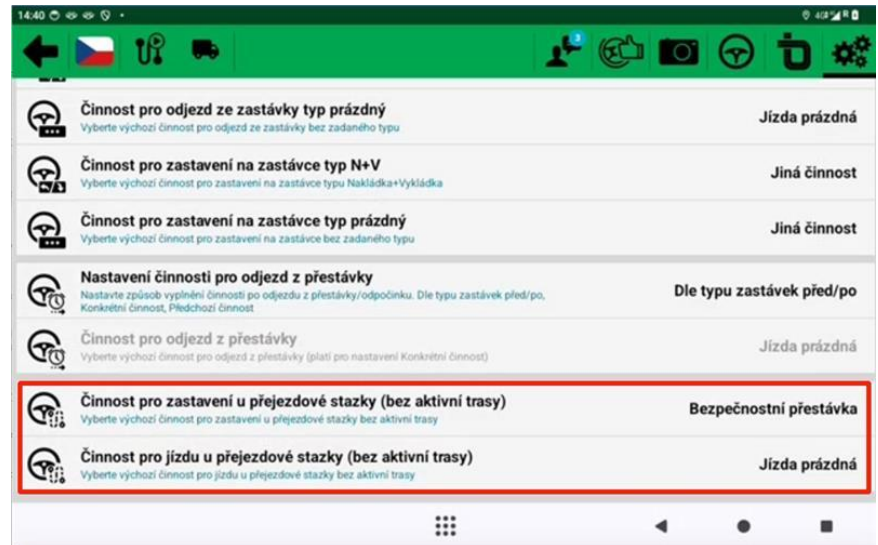 14:40
4G
R
3
Činnost pro odjezd ze zastávky typ prázdný
Vyberte výchozí činnost pro odjezd ze zastávky bez zadaného typu
Jízda prázdná
Činnost pro zastavení na zastávce typ N+V
Vyberte výchozí činnost pro zastavení na zastávce typu Nakládka+Vykládka
Jiná činnost
Činnost pro zastavení na zastávce typ prázdný
Vyberte výchozí činnost pro zastavení na zastávce bez zadaného typu
Jiná činnost
Nastavení činnosti pro odjezd z přestávky
Nastavte způsob vyplnění činnosti po odjezdu z přestávky/odpočinku. Dle typu zastávek před/po,
Konkrétní činnost, Předchozí činnost
Dle typu zastávek před/po
Činnost pro odjezd z přestávky
Vyberte výchozí činnost pro odjezd z přestávky (platí pro nastavení Konkrétní činnost)
Jízda prázdná
Činnost pro zastavení u přejezdové stazky (bez aktivní trasy)
Vyberte výchozí činnost pro zastavení u přejezdové stazky bez aktivní trasy
Bezpečnostní přestávka
Činnost pro jízdu u přejezdové stazky (bez aktivní trasy)
Vyberte výchozí činnost pro jízdu u přejezdové stazky bez aktivní trasy
Jízda prázdná